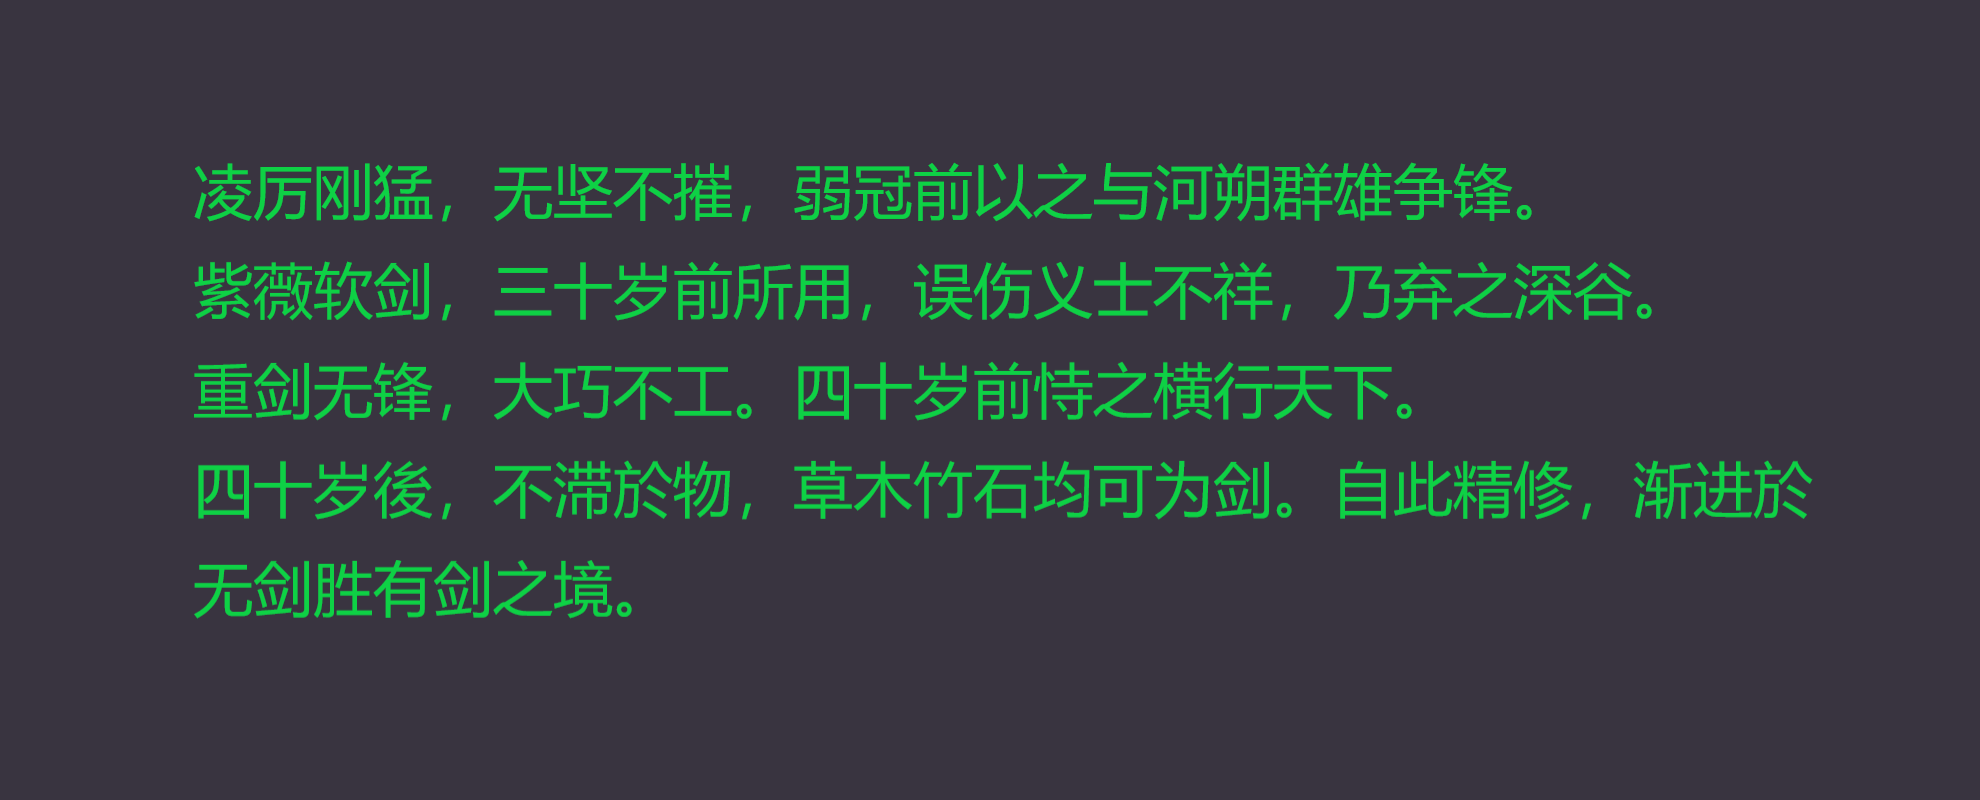 凌厉刚猛，无坚不摧，弱冠前以之与河朔群雄争锋。
紫薇软剑，三十岁前所用，误伤义士不祥，乃弃之深谷。
重剑无锋，大巧不工。四十岁前恃之横行天下。
四十岁後，不滞於物，草木竹石均可为剑。自此精修，渐进於
无剑胜有剑之境。